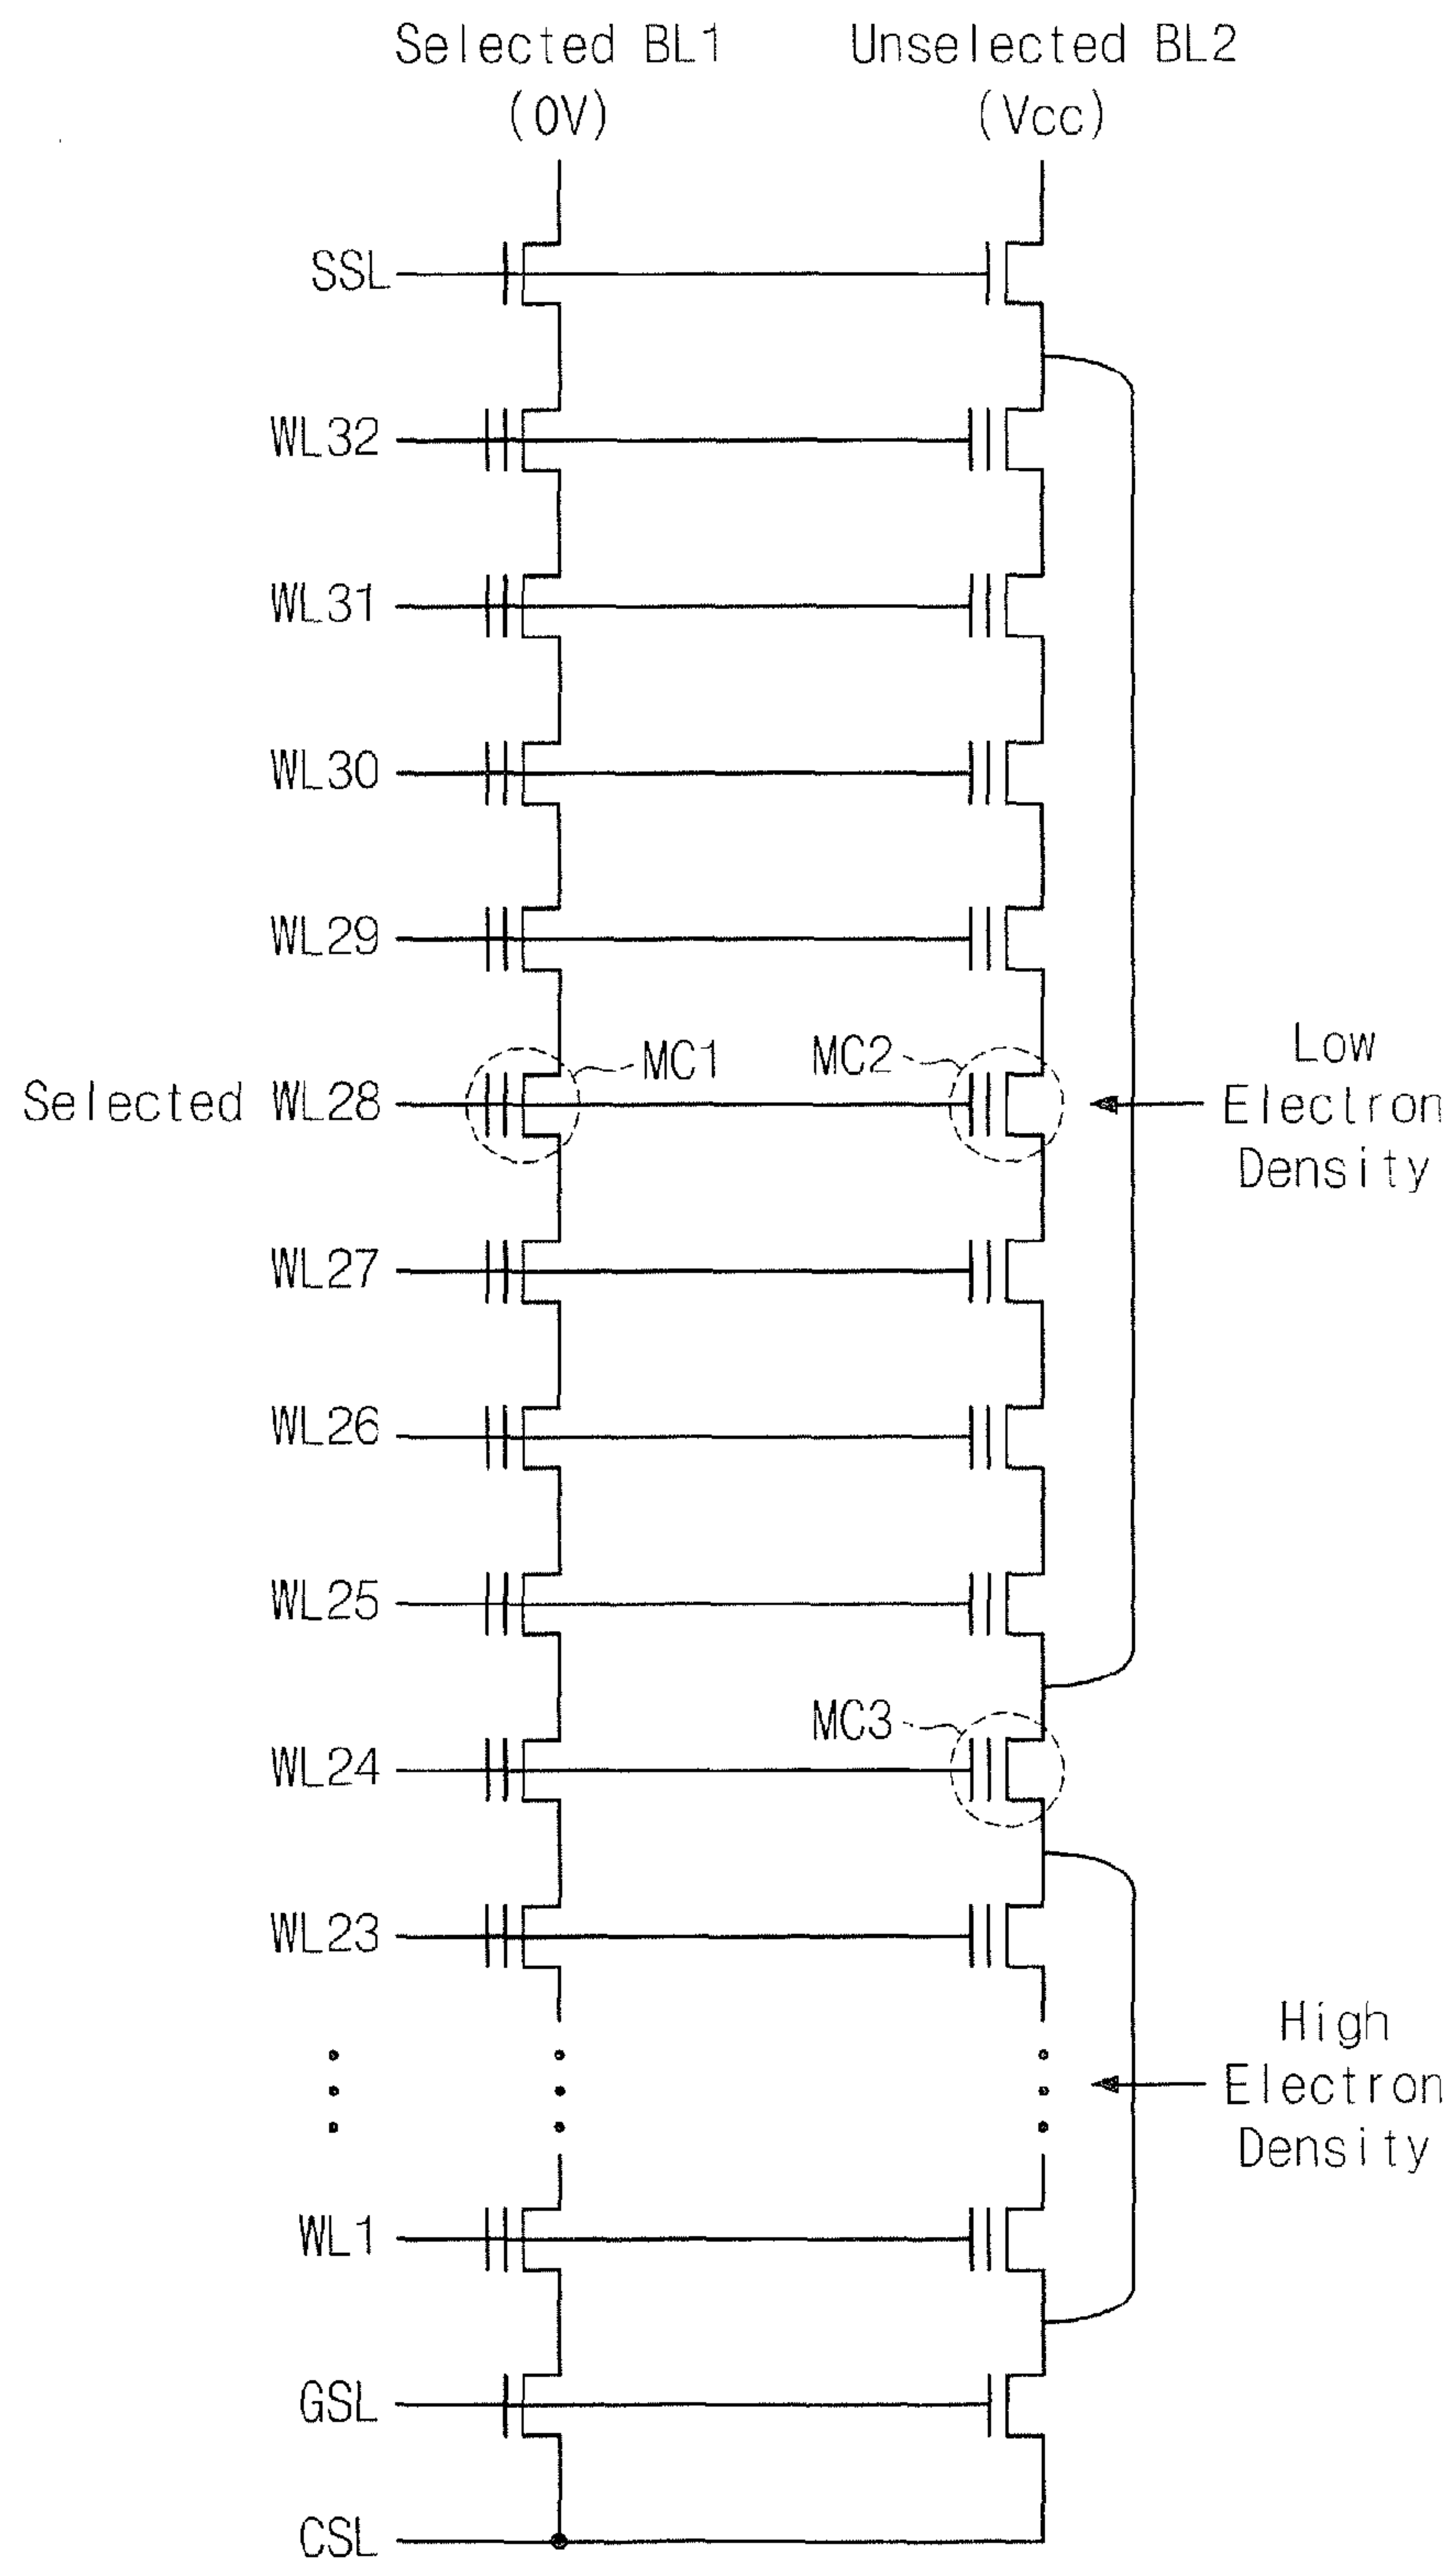 Selected BL1
(0V)
Unselected BL2
(Vcc)
SSL
WL32
WL31
WL30
WL29
Selected WL28
MC1
MC2
Low
Electron
Density
WL27
WL26
WL25
MC3
WL24
WL23
High
Electron
Density
WL1
GSL
CSL